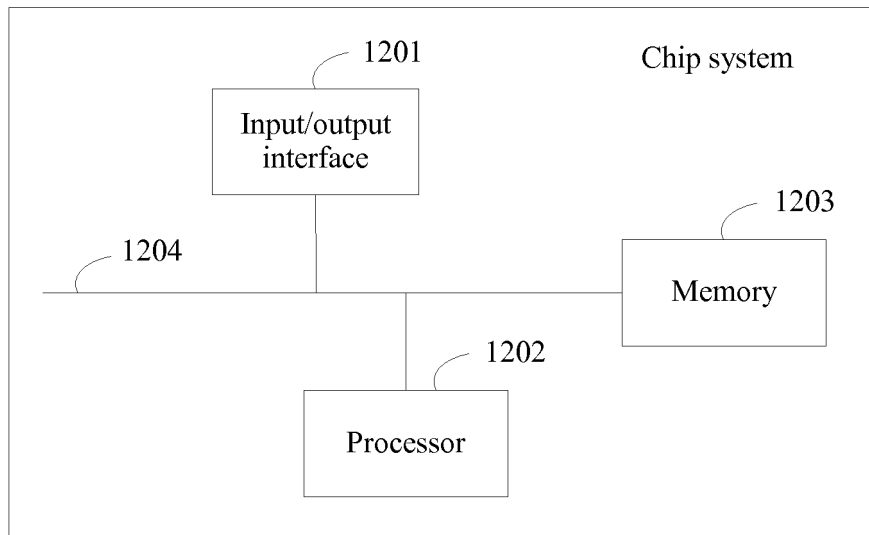 1201
Chip system
Input/output
interface
1203
1204
Memory
1202
Processor